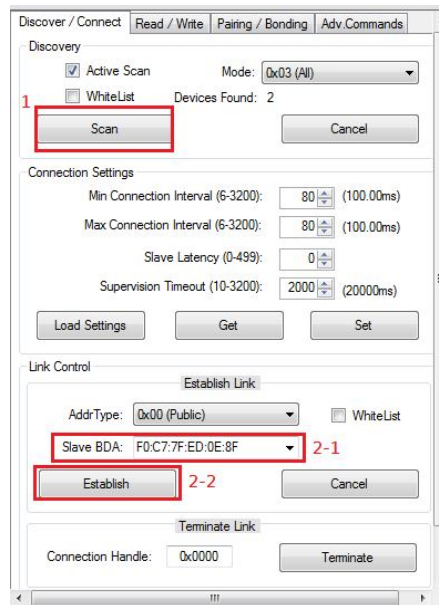 Discover / Connect Read / Write Pairing / Bonding Adv.Commands
Discovery
Active Scan Mode: 0x03 (All)
1 WhiteList Devices Found: 2
Scan Cancel
Connection Settings
Min Connection Interval (6-3200): 80 (100.00ms)
Max Connection Interval (6-3200): 80 (100.00ms)
Slave Latency (0-499): 0
Supervision Timeout (10-3200): 2000 (20000ms)
Load Settings Get Set
Link Control
Establish Link
AddrType: 0x00 (Public) WhiteList
Slave BDA: F0:C7:7F:ED:0E:8F 2-1
Establish 2-2 Cancel
Terminate Link
Connection Handle: 0x0000 Terminate